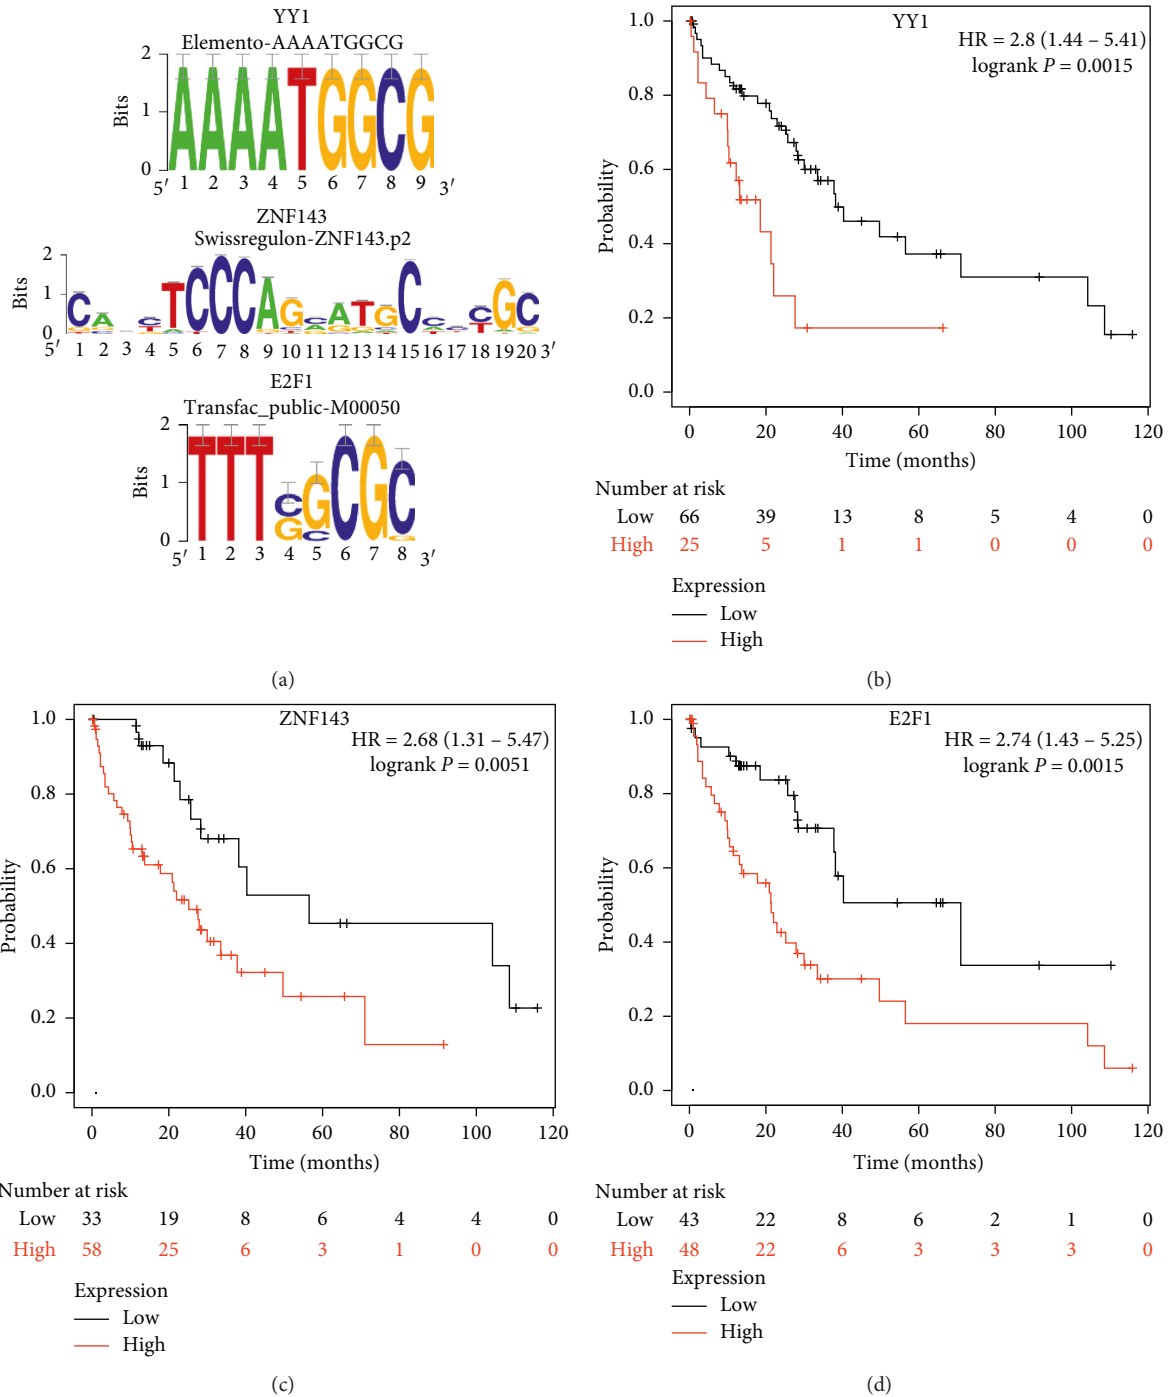 YY1
Elemento-AAAATGGCG
2
1
0
Bits
AAAATGGCG
5′ 1 2 3 4 5 6 7 8 9 3′
ZNF143
Swissregulon-ZNF143.p2
2
1
0
Bits
5′ 1 2 3 4 5 6 7 8 9 10 11 12 13 14 15 16 17 18 19 20 3′
E2F1
Transfac_public-M00050
2
1
0
Bits
5′ 1 2 3 4 5 6 7 8 3′
(a)
YY1
HR = 2.8 (1.44 – 5.41)
logrank P = 0.0015
1.0
0.8
0.6
0.4
0.2
0.0
Probability
0 20 40 60 80 100 120
Time (months)
Number at risk
Low 66 39 13 8 5 4 0
High 25 5 1 1 0 0 0
Expression
Low
High
(b)
ZNF143
HR = 2.68 (1.31 – 5.47)
logrank P = 0.0051
1.0
0.8
0.6
0.4
0.2
0.0
Probability
0 20 40 60 80 100 120
Time (months)
Number at risk
Low 33 19 8 6 4 4 0
High 58 25 6 3 1 0 0
Expression
Low
High
(c)
E2F1
HR = 2.74 (1.43 – 5.25)
logrank P = 0.0015
1.0
0.8
0.6
0.4
0.2
0.0
Probability
0 20 40 60 80 100 120
Time (months)
Number at risk
Low 43 22 8 6 2 1 0
High 48 22 6 3 3 3 0
Expression
Low
High
(d)